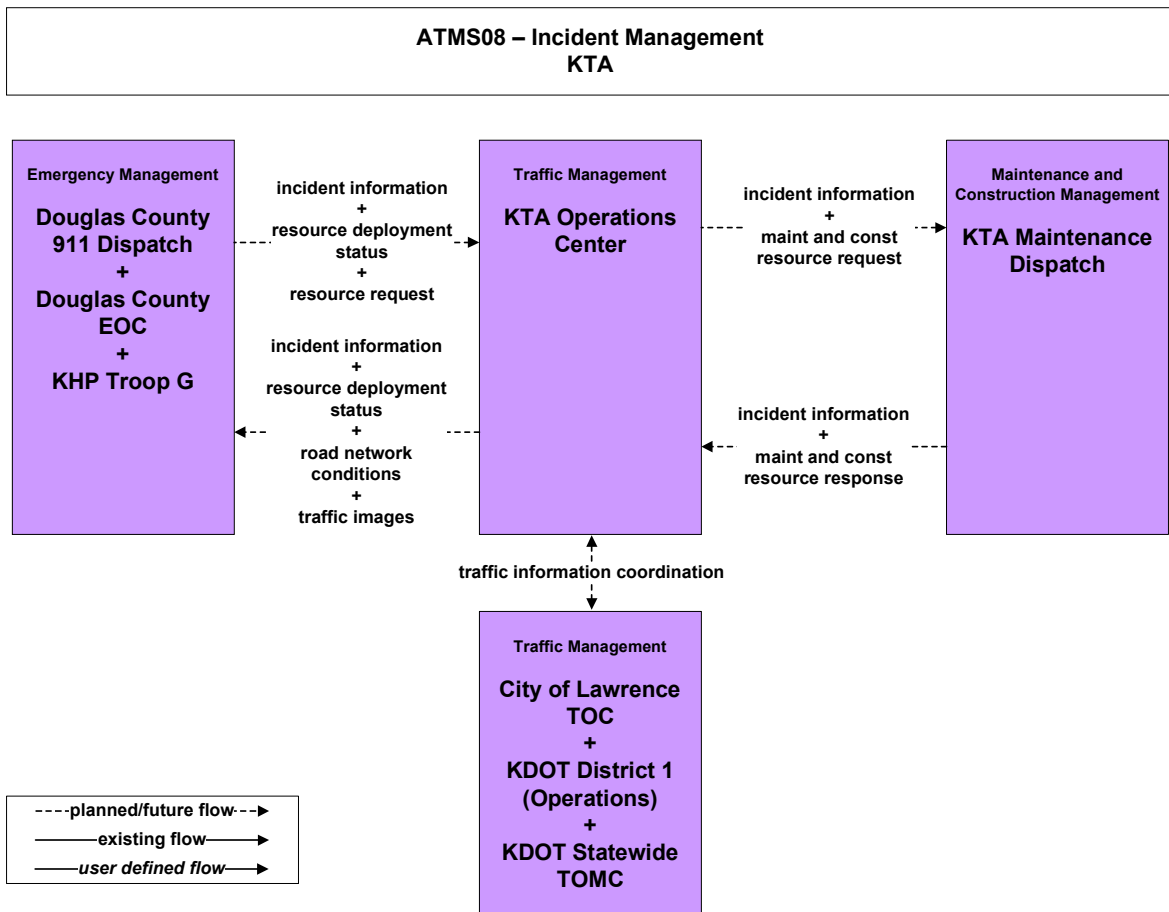 ATMS08 – Incident Management
KTA
Emergency Management
Douglas County
911 Dispatch
+
Douglas County
EOC
+
KHP Troop G
incident information
+
resource deployment
status
+
resource request
incident information
+
resource deployment
status
+
road network
conditions
+
traffic images
Traffic Management
KTA Operations
Center
incident information
+
maint and const
resource request
incident information
+
maint and const
resource response
Maintenance and
Construction Management
KTA Maintenance
Dispatch
traffic information coordination
Traffic Management
City of Lawrence
TOC
+
KDOT District 1
(Operations)
+
KDOT Statewide
TOMC
planned/future flow
existing flow
user defined flow